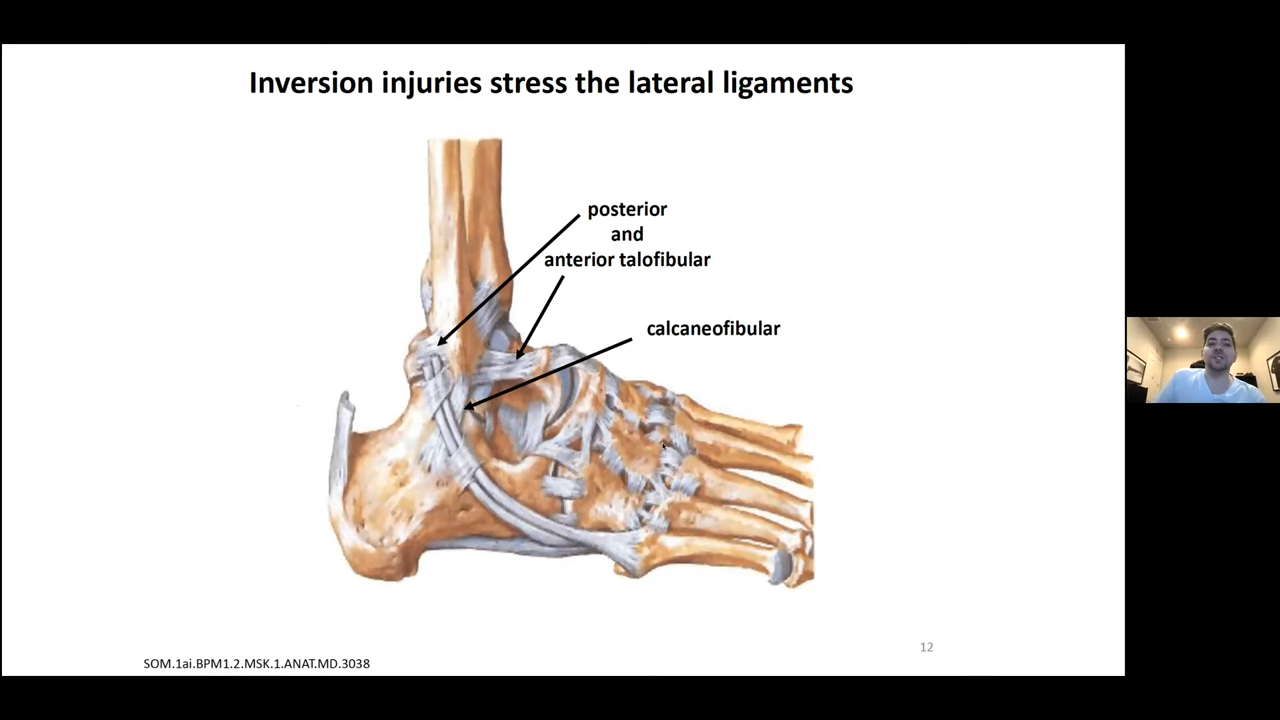 Inversion injuries stress the lateral ligaments
posterior
and
anterior talofibular
calcaneofibular
12
SOM.1ai.BPM1.2.MSK.1.ANAT.MD.3038